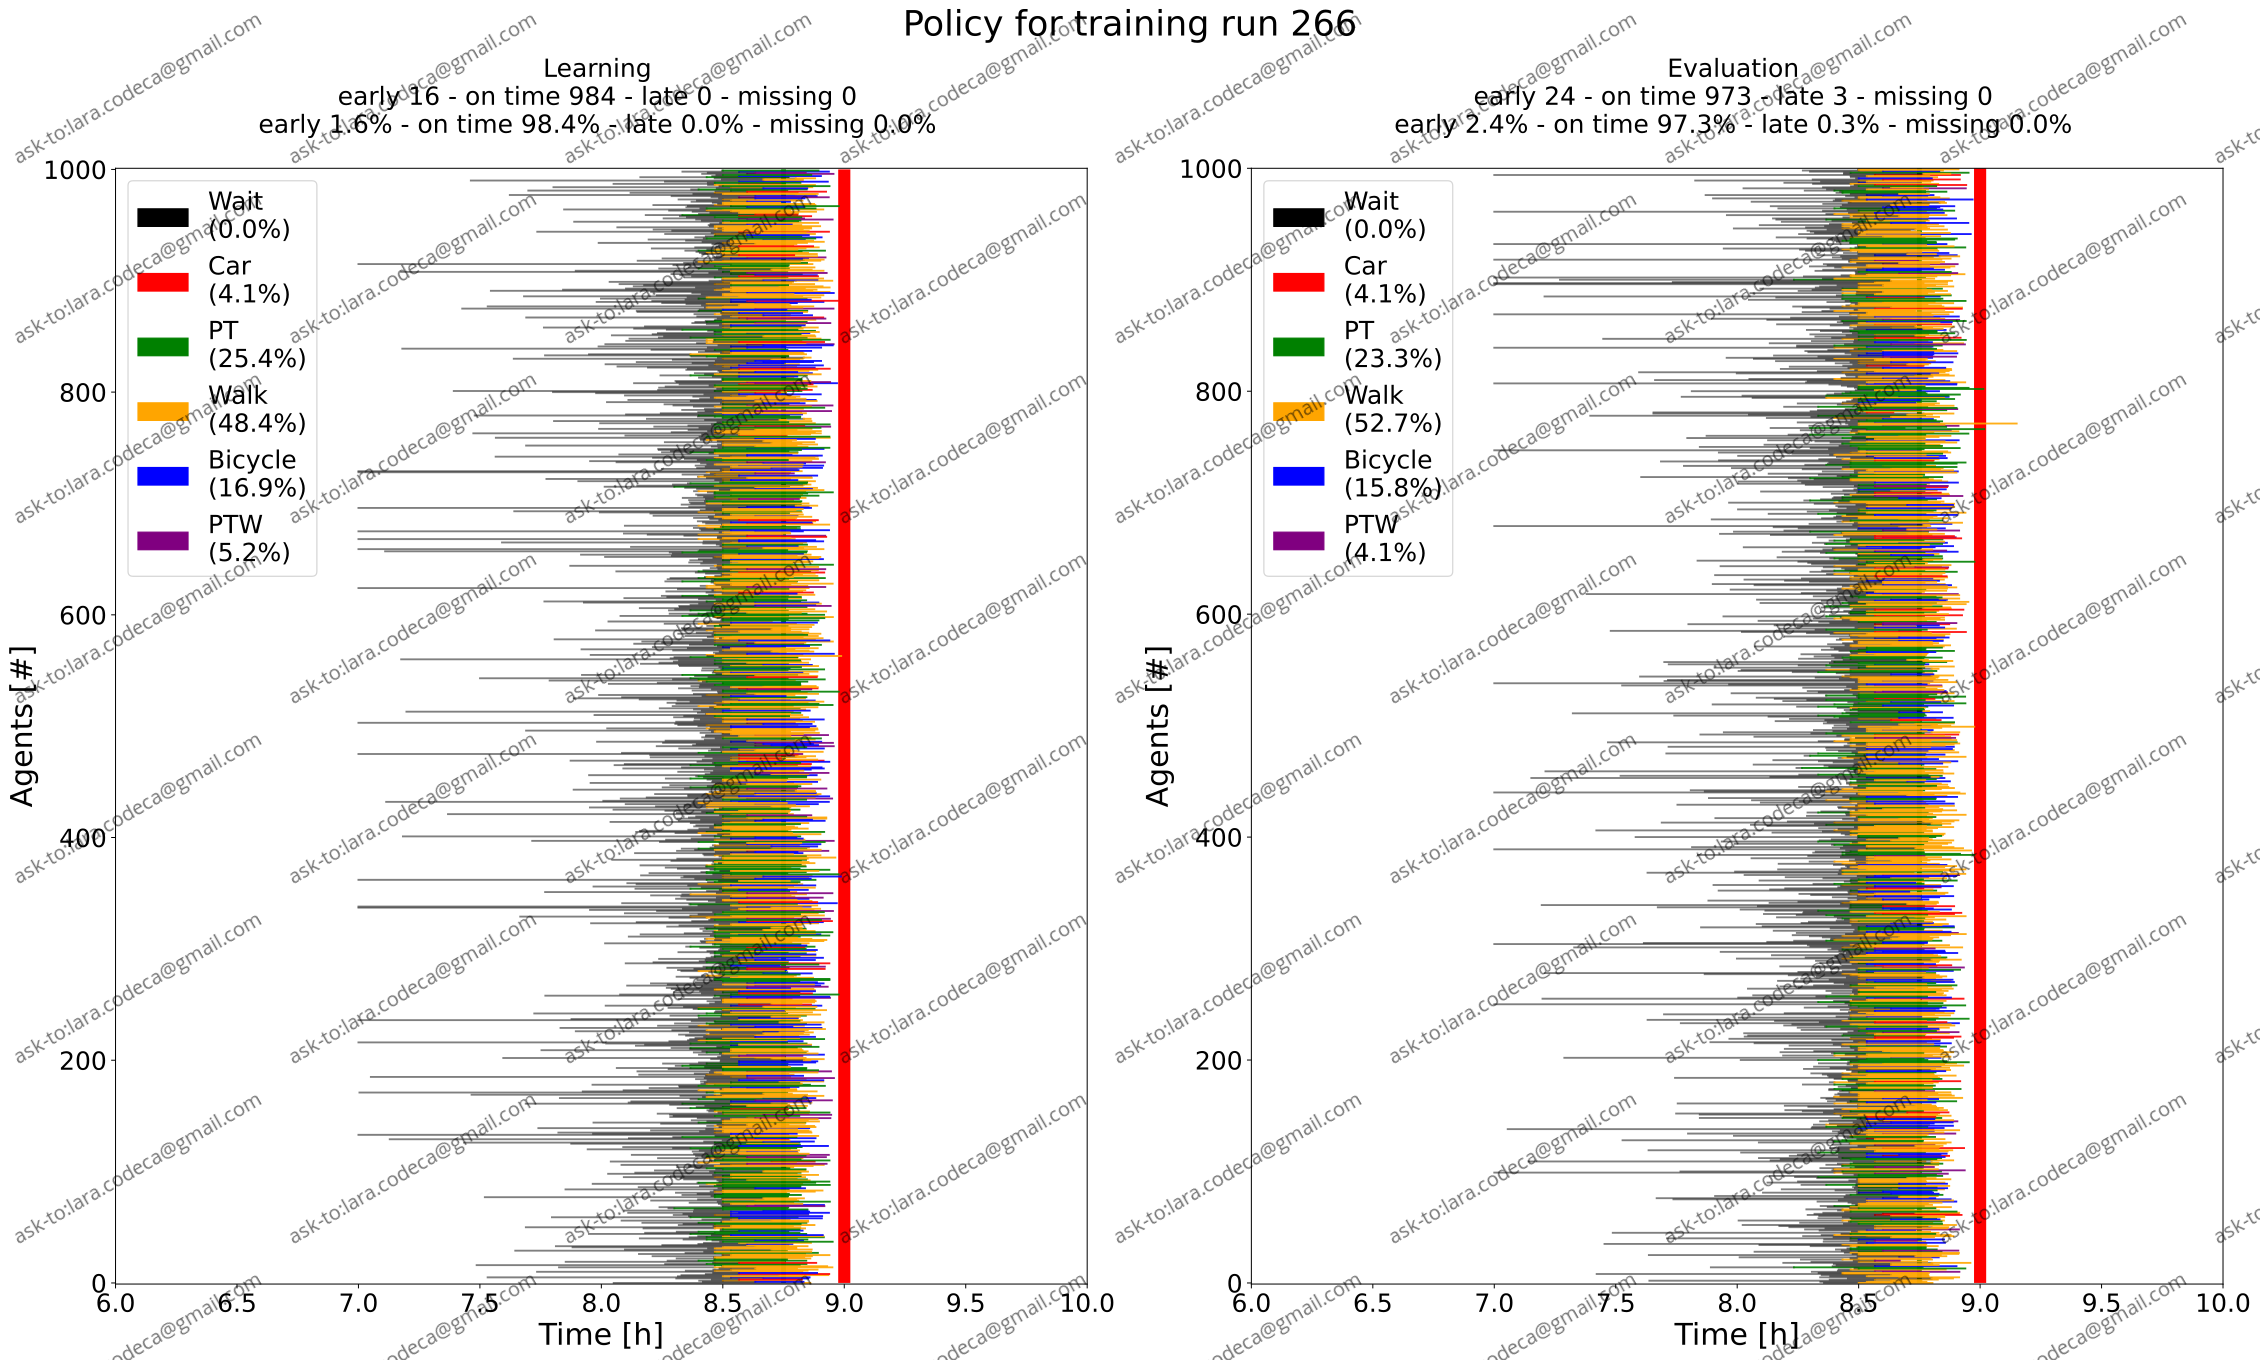 Policy for training run 266
Learning
early 16 - on time 984 - late 0 - missing 0
early 1.6% - on time 98.4% - late 0.0% - missing 0.0%
1000
800
600
400
200
0
Agents [#]
Wait
(0.0%)
Car
(4.1%)
PT
(25.4%)
Walk
(48.4%)
Bicycle
(16.9%)
PTW
(5.2%)
6.0 6.5 7.0 7.5 8.0 8.5 9.0 9.5 10.0
Time [h]
Evaluation
early 24 - on time 973 - late 3 - missing 0
early 2.4% - on time 97.3% - late 0.3% - missing 0.0%
1000
800
600
400
200
0
Agents [#]
Wait
(0.0%)
Car
(4.1%)
PT
(23.3%)
Walk
(52.7%)
Bicycle
(15.8%)
PTW
(4.1%)
6.0 6.5 7.0 7.5 8.0 8.5 9.0 9.5 10.0
Time [h]
ask-to:lara.codeca@gmail.com